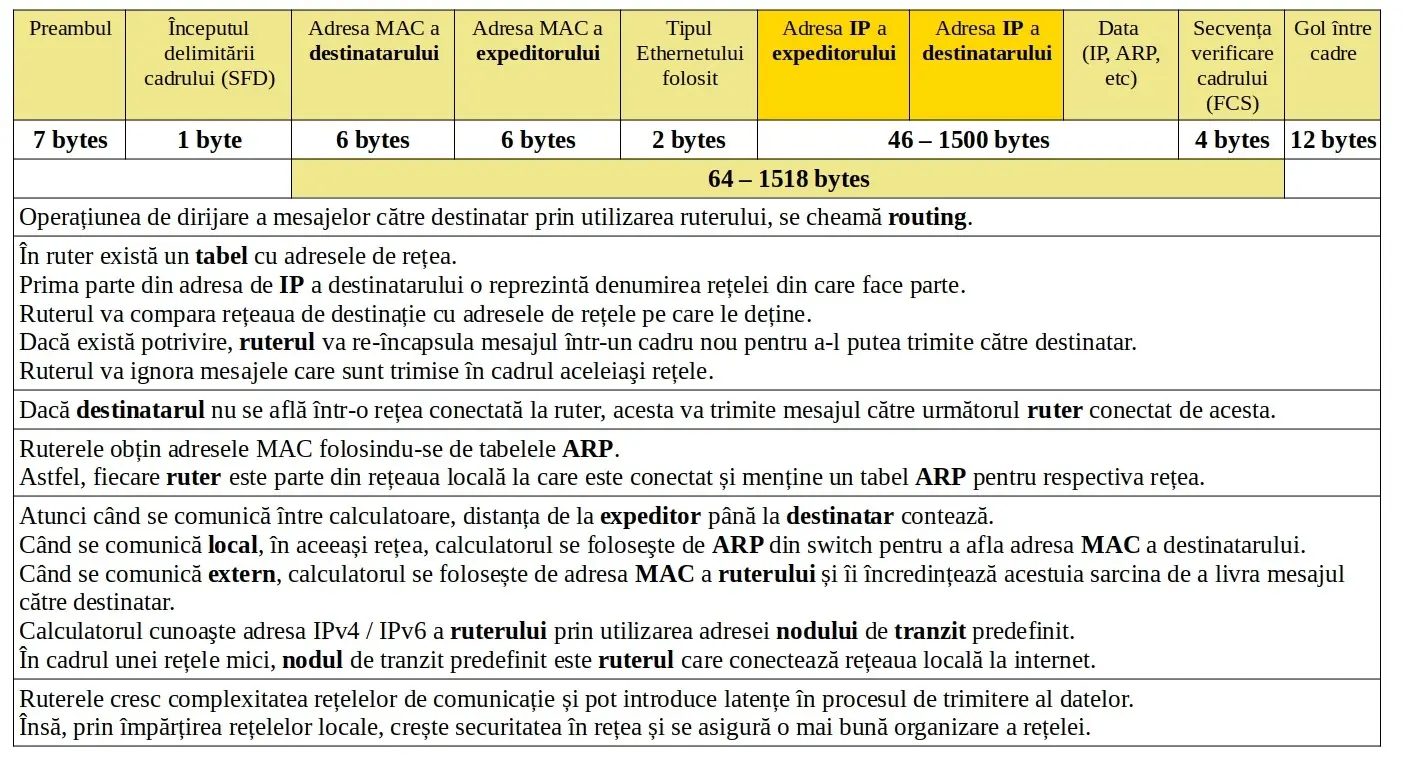 Preambul
Începutul
delimitării
cadrului (SFD)
Adresa MAC a
destinatarului
Adresa MAC a
expeditorului
Tipul
Ethernetului
folosit
Adresa IP a
expeditorului
Adresa IP a
destinatarului
Data
(IP, ARP,
etc)
Secvența
verificare
cadrului
(FCS)
Gol între
cadre
7 bytes
1 byte
6 bytes
6 bytes
2 bytes
46 – 1500 bytes
4 bytes
12 bytes
64 – 1518 bytes
Operațiunea de dirijare a mesajelor către destinatar prin utilizarea ruterului, se cheamă routing.
În ruter există un tabel cu adresele de rețea.
Prima parte din adresa de IP a destinatarului o reprezintă denumirea rețelei din care face parte.
Ruterul va compara rețeaua de destinație cu adresele de rețele pe care le deține.
Dacă există potrivire, ruterul va re-încapsula mesajul într-un cadru nou pentru a-l putea trimite către destinatar.
Ruterul va ignora mesajele care sunt trimise în cadrul aceleiaşi rețele.
Dacă destinatarul nu se află într-o rețea conectată la ruter, acesta va trimite mesajul către următorul ruter conectat de acesta.
Ruterele obțin adresele MAC folosindu-se de tabelele ARP.
Astfel, fiecare ruter este parte din rețeaua locală la care este conectat și menține un tabel ARP pentru respectiva rețea.
Atunci când se comunică între calculatoare, distanța de la expeditor până la destinatar contează.
Când se comunică local, în aceeași rețea, calculatorul se foloseşte de ARP din switch pentru a afla adresa MAC a destinatarului.
Când se comunică extern, calculatorul se folosește de adresa MAC a ruterului și îi încredințează acestuia sarcina de a livra mesajul
către destinatar.
Calculatorul cunoaşte adresa IPv4 / IPv6 a ruterului prin utilizarea adresei nodului de tranzit predefinit.
În cadrul unei rețele mici, nodul de tranzit predefinit este ruterul care conectează rețeaua locală la internet.
Ruterele cresc complexitatea rețelelor de comunicație și pot introduce latențe în procesul de trimitere al datelor.
Însă, prin împărțirea rețelelor locale, crește securitatea în rețea și se asigură o mai bună organizare a rețelei.